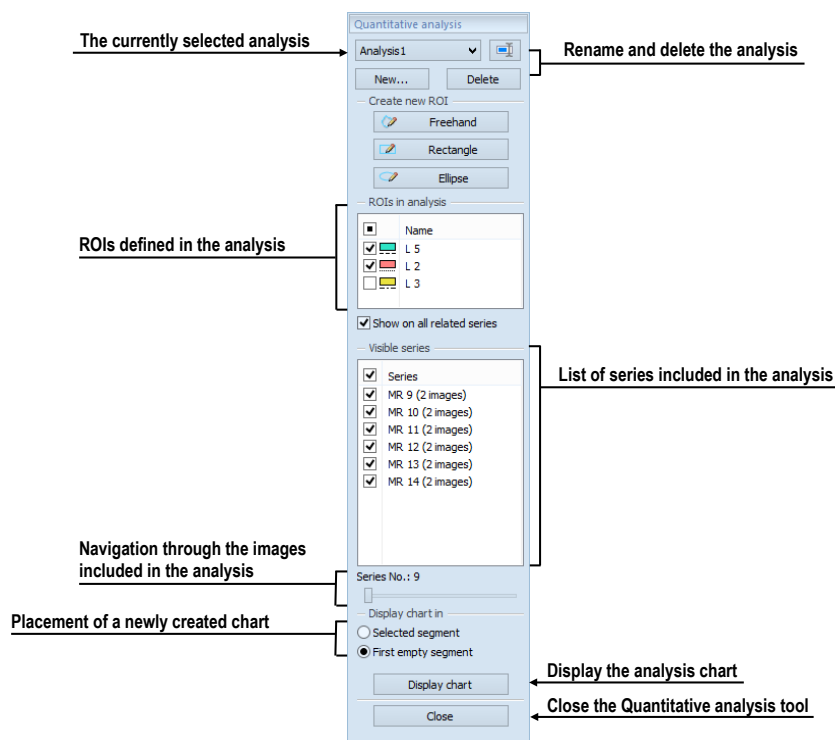 Quantitative analysis
The currently selected analysis
Analysis1
Rename and delete the analysis
New...
Delete
Create new ROI
Freehand
Rectangle
Ellipse
ROIs in analysis
Name
ROIs defined in the analysis
L 5
L 2
L 3
Show on all related series
Visible series
Series
List of series included in the analysis
MR 9 (2 images)
MR 10 (2 images)
MR 11 (2 images)
MR 12 (2 images)
MR 13 (2 images)
MR 14 (2 images)
Navigation through the images
included in the analysis
Series No.: 9
Display chart in
Placement of a newly created chart
Selected segment
First empty segment
Display chart
Display the analysis chart
Close
Close the Quantitative analysis tool